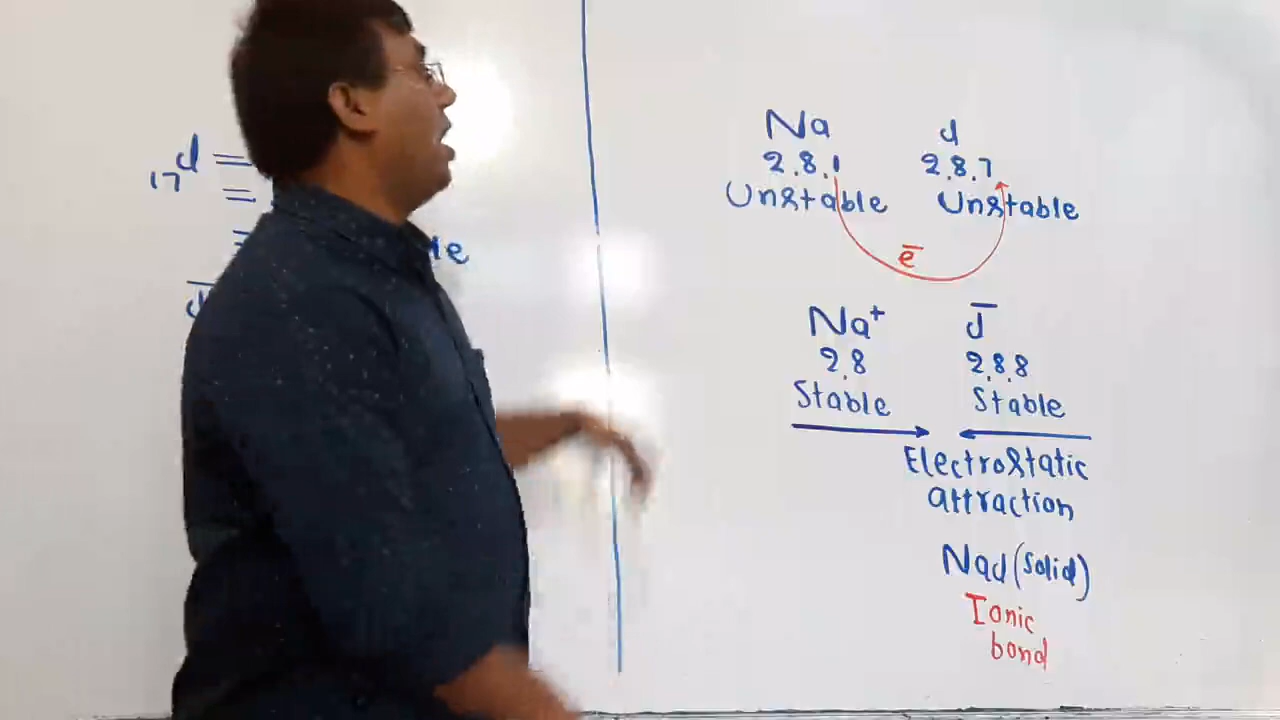 17Cl =
=
=
Cl⁻
Na Cl
2.8.1 2.8.7
Unstable Unstable
e⁻
Na⁺ Cl⁻
2.8 2.8.8
Stable Stable
Electrostatic
attraction
NaCl (solid)
Ionic
bond